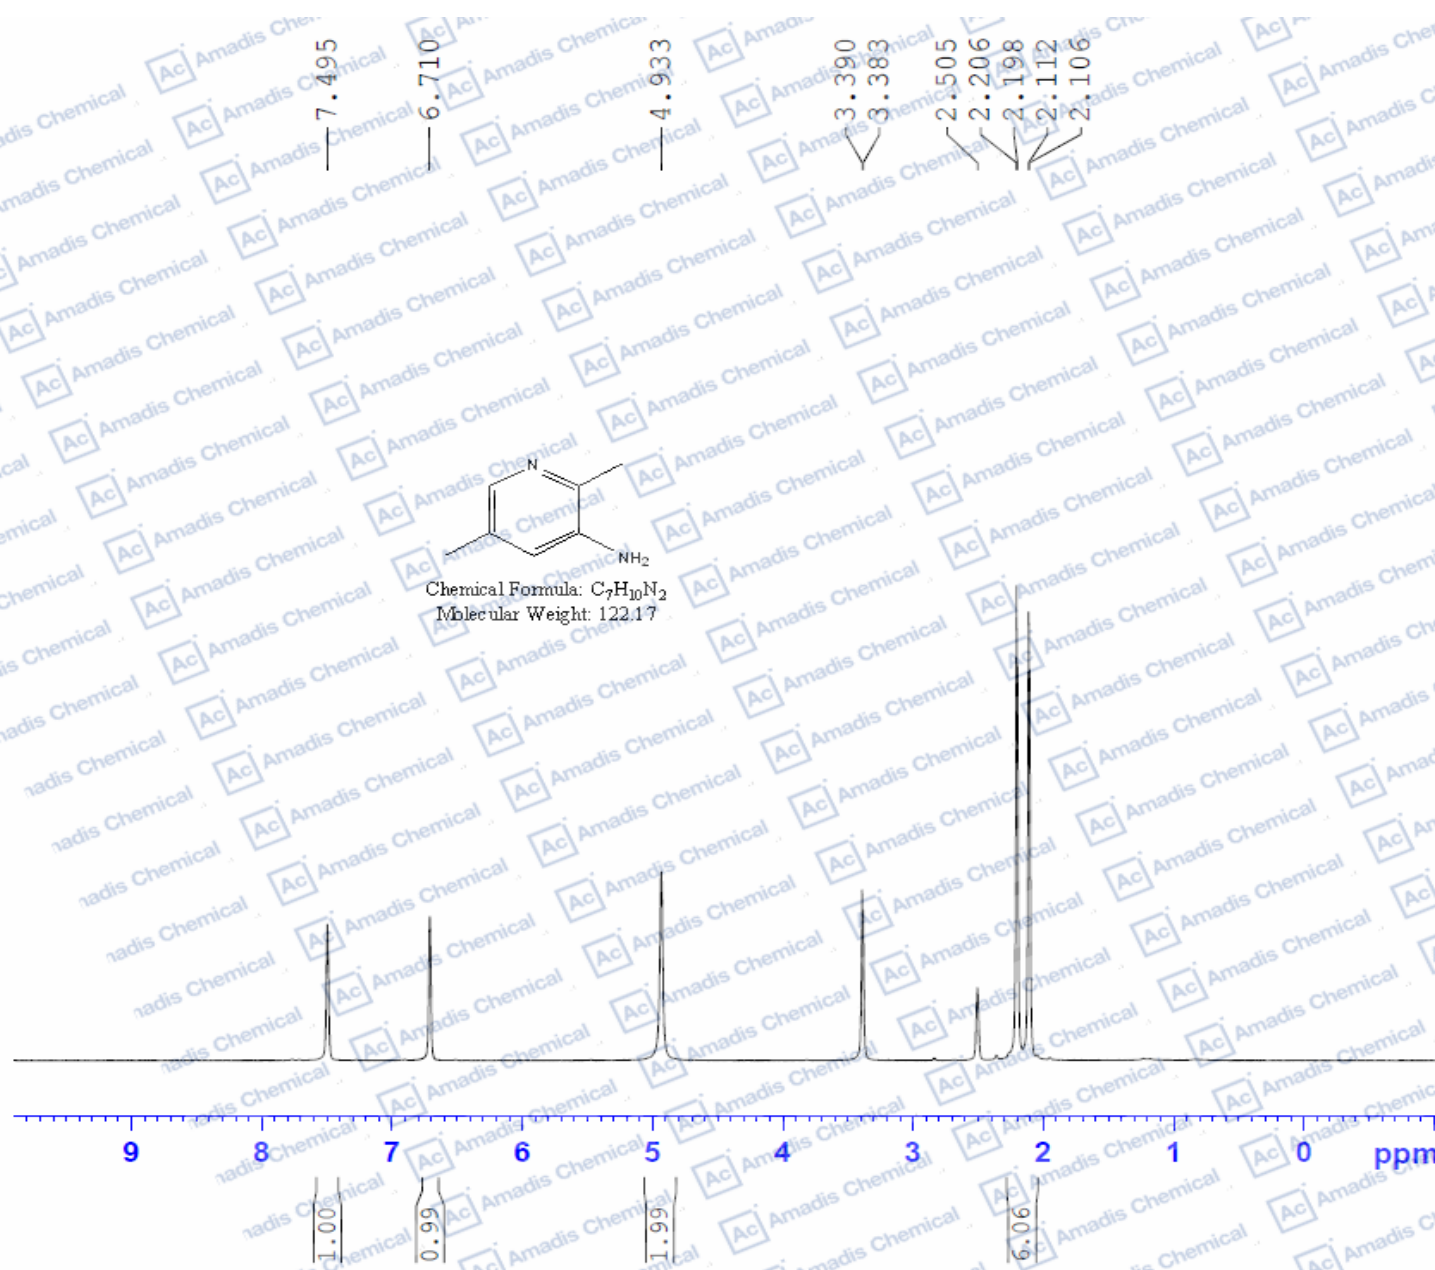 7.495
6.710
4.933
3.390
3.383
2.505
2.206
2.198
2.112
2.106
N
NH2
Chemical Formula: C7H10N2
Molecular Weight: 122.17
9 8 7 6 5 4 3 2 1 0 ppm
1.00
0.99
1.99
6.06
Ac Amadis Chemical